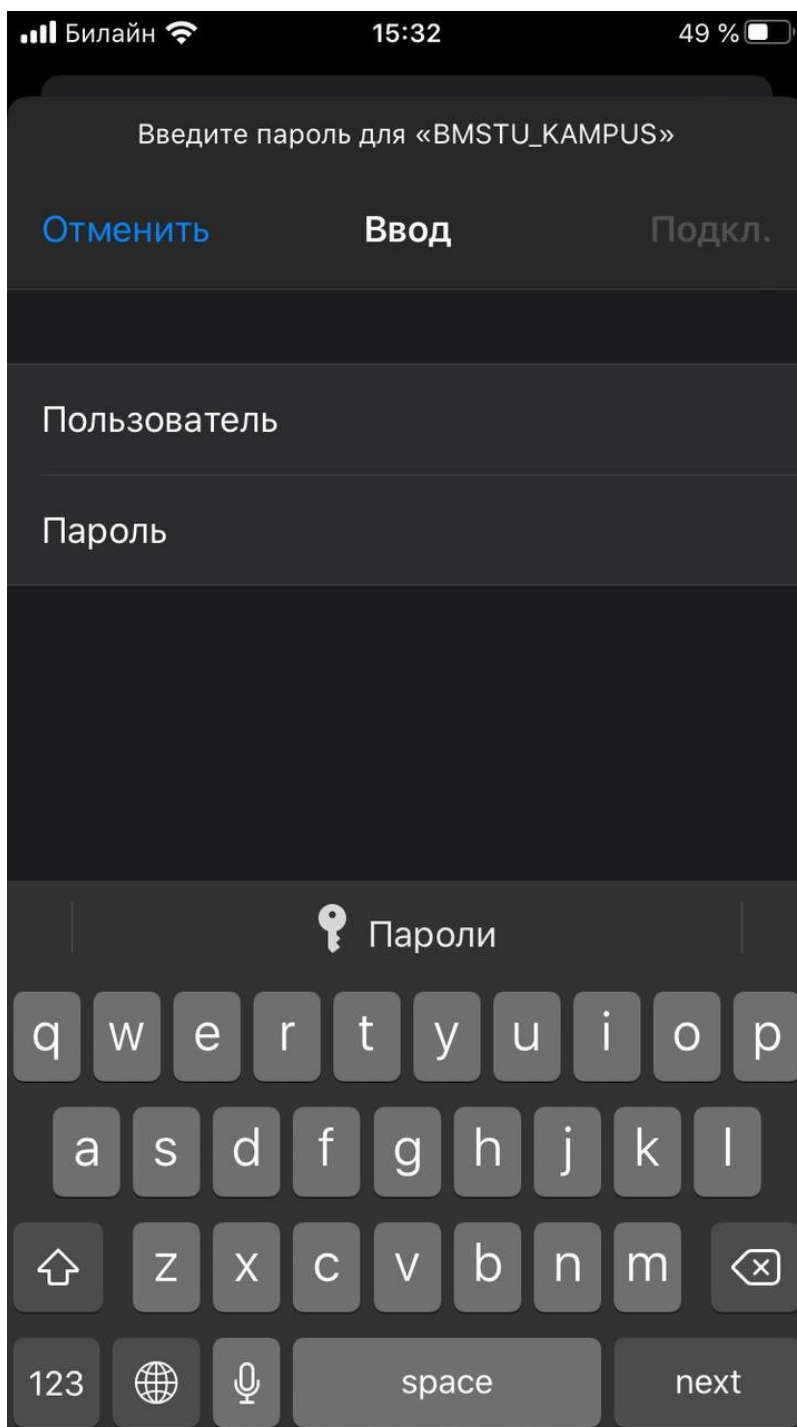 Билайн 15:32 49 %
Введите пароль для «BMSTU_KAMPUS»
Отменить Ввод Подкл.
Пользователь
Пароль
Пароли
q w e r t y u i o p
a s d f g h j k l
z x c v b n m
123 space next